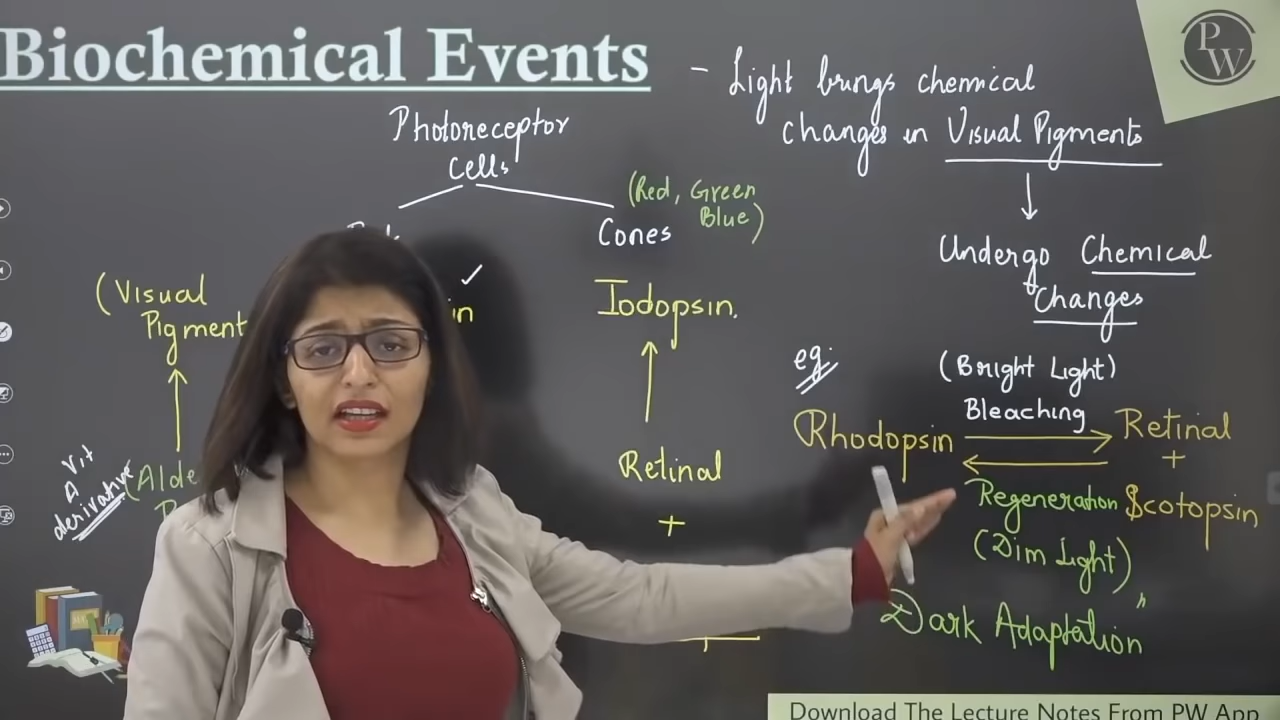 Biochemical Events
- Light brings chemical
changes in Visual Pigments
Undergo Chemical
Changes
Photoreceptor
Cells
(Red, Green
Blue)
Cones
(Visual
Pigment
in
Iodopsin.
Vit
A
derivative
(Alde
Retinal
+
eg.
(Bright Light)
Bleaching
Rhodopsin
Retinal
+
Scotopsin
Regeneration
(Dim Light)
Dark Adaptation"
PW
Download The Lecture Notes From PW App